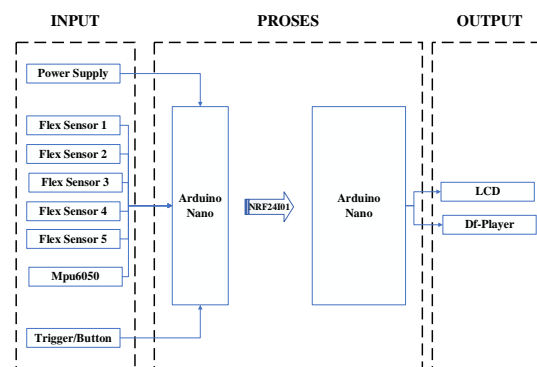 INPUT
PROSES
OUTPUT
Power Supply
Flex Sensor 1
Flex Sensor 2
Flex Sensor 3
Flex Sensor 4
Flex Sensor 5
Mpu6050
Trigger/Button
Arduino
Nano
NRF24l01
Arduino
Nano
LCD
Df-Player